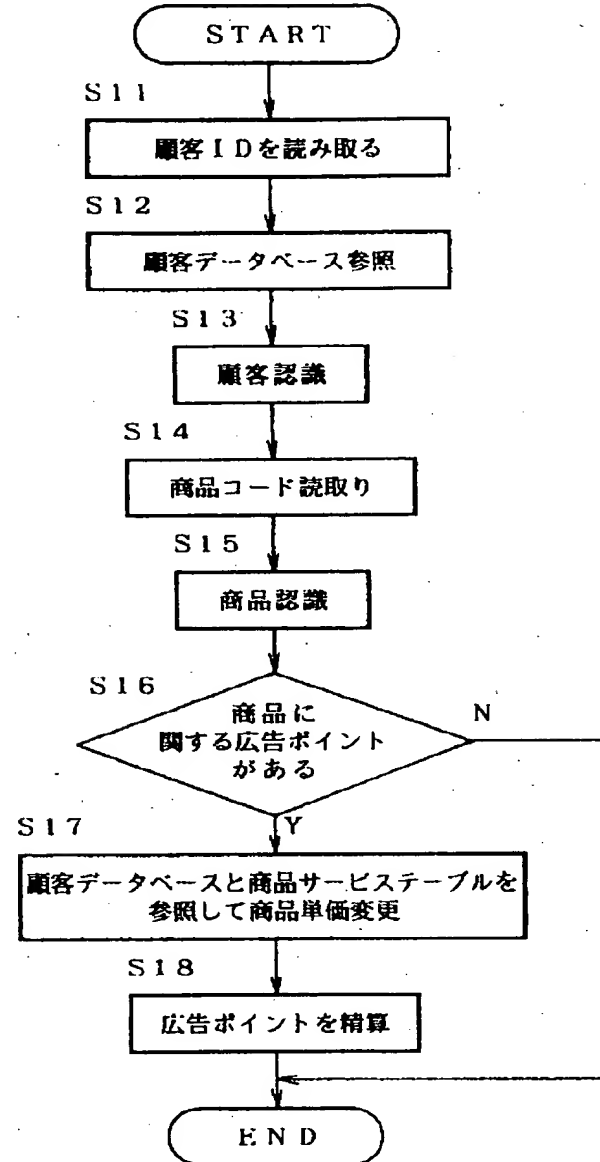 START
S11
顧客IDを読み取る
S12
顧客データベース参照
S13
顧客認識
S14
商品コード読取り
S15
商品認識
S16
商品に
関する広告ポイント
がある
N
Y
S17
顧客データベースと商品サービステーブルを
参照して商品単価変更
S18
広告ポイントを精算
END